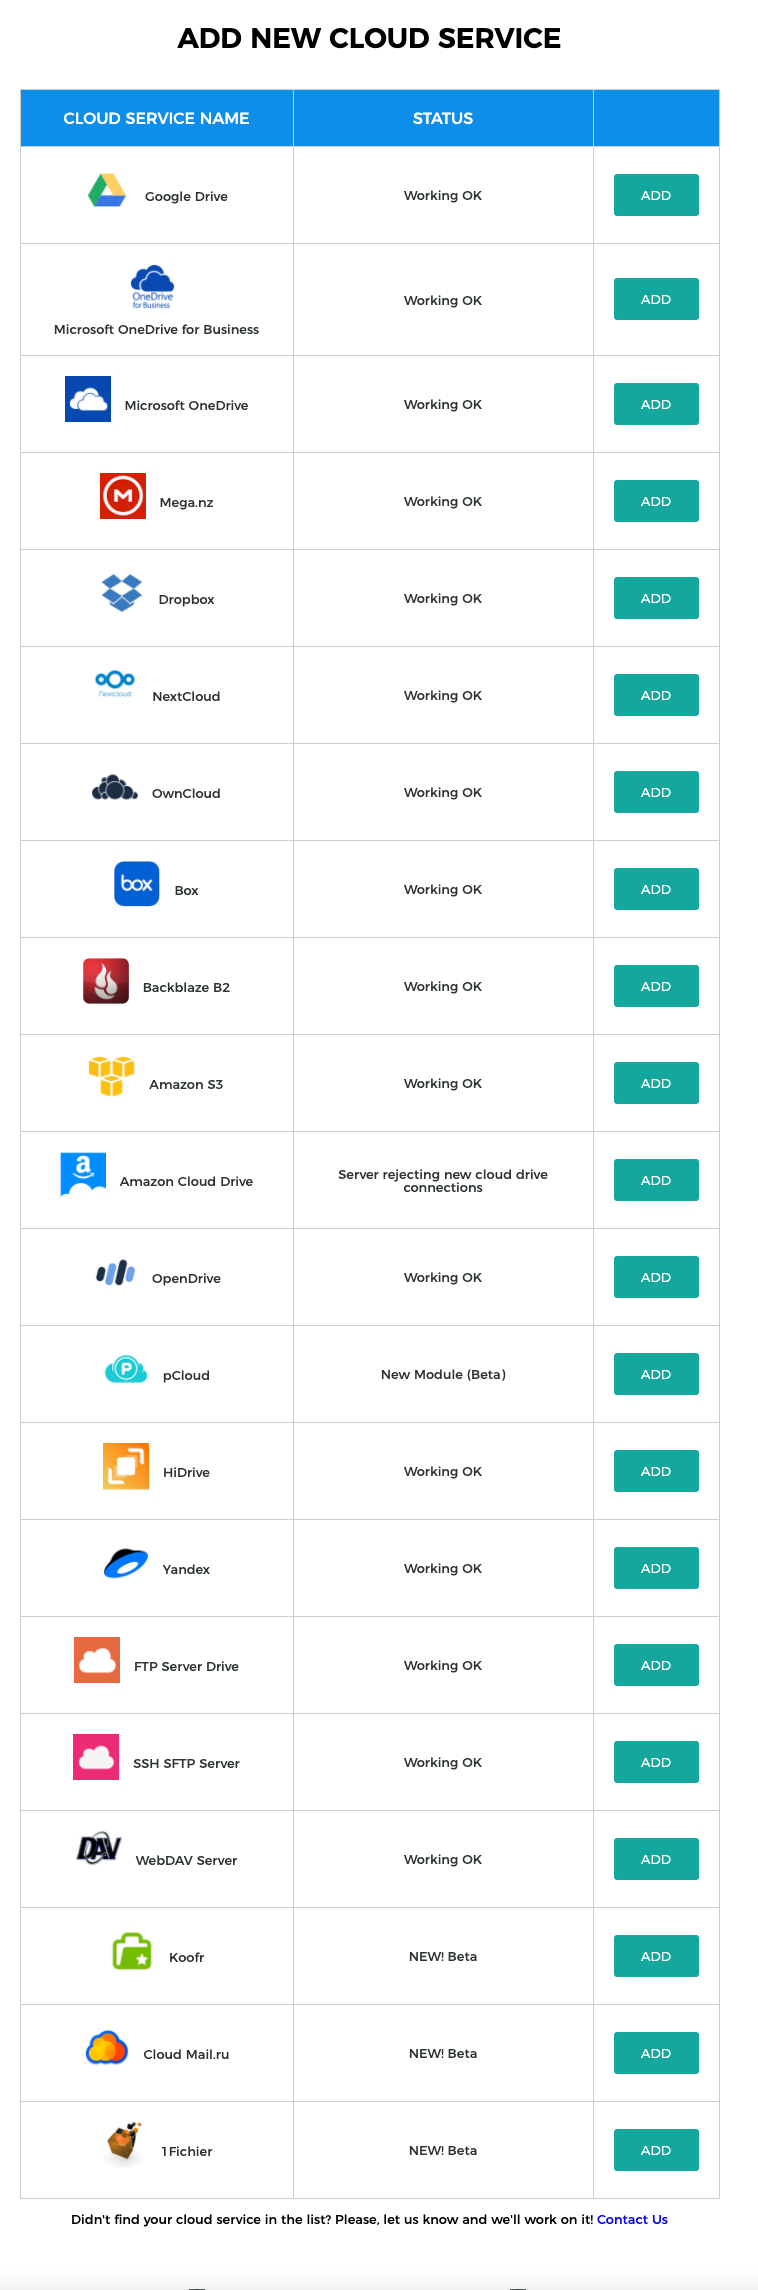 ADD NEW CLOUD SERVICE
CLOUD SERVICE NAME STATUS
Google Drive Working OK ADD
OneDrive
for Business
Microsoft OneDrive for Business Working OK ADD
Microsoft OneDrive Working OK ADD
M Mega.nz Working OK ADD
Dropbox Working OK ADD
Nextcloud NextCloud Working OK ADD
OwnCloud Working OK ADD
box Box Working OK ADD
Backblaze B2 Working OK ADD
Amazon S3 Working OK ADD
a Amazon Cloud Drive Server rejecting new cloud drive
connections ADD
OpenDrive Working OK ADD
P pCloud New Module (Beta) ADD
HiDrive Working OK ADD
Yandex Working OK ADD
FTP Server Drive Working OK ADD
SSH SFTP Server Working OK ADD
DAV WebDAV Server Working OK ADD
Koofr NEW! Beta ADD
Cloud Mail.ru NEW! Beta ADD
1Fichier NEW! Beta ADD
Didn't find your cloud service in the list? Please, let us know and we'll work on it! Contact Us